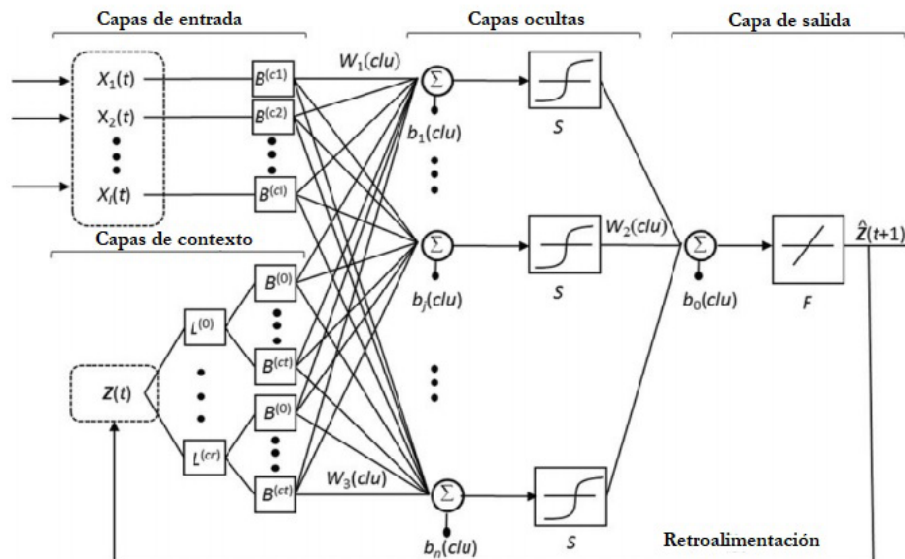 Capas de entrada
Capas ocultas
Capa de salida
X₁(t)
B⁽ᶜ¹⁾
W₁(clu)
Σ
S
b₁(clu)
X₂(t)
B⁽ᶜ²⁾
Xᵢ(t)
B⁽ᶜⁱ⁾
Capas de contexto
Σ
S
W₂(clu)
bⱼ(clu)
Σ
b₀(clu)
F
ẑ(t+1)
B⁽⁰⁾
L⁽⁰⁾
B⁽ᶜᵗ⁾
Z(t)
B⁽⁰⁾
L⁽ᶜʳ⁾
B⁽ᶜᵗ⁾
W₃(clu)
Σ
S
bₙ(clu)
Retroalimentación